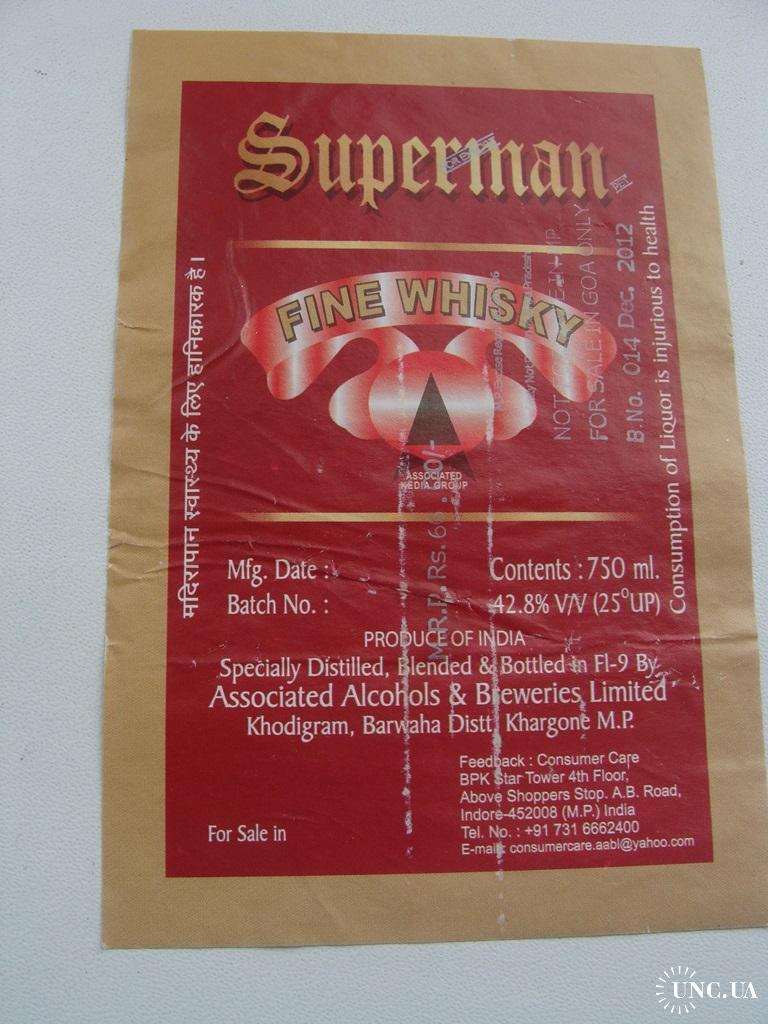 Superman
FINE WHISKY
ASSOCIATED
KEDIA GROUP
मदिरापान स्वास्थ्य के लिए हानिकारक है।
Consumption of Liquor is injurious to health
FOR SALE IN GOA ONLY
B.No. 014 Dec. 2012
M.R.P. Rs. 66
Mfg. Date :
Contents : 750 ml.
Batch No. :
42.8% V/V (25°UP)
PRODUCE OF INDIA
Specially Distilled, Blended & Bottled in Fl-9 By
Associated Alcohols & Breweries Limited
Khodigram, Barwaha Distt. Khargone M.P.
Feedback : Consumer Care
BPK Star Tower 4th Floor,
Above Shoppers Stop. A.B. Road,
Indore-452008 (M.P.) India
Tel. No. : +91 731 6662400
E-mail: consumercare.aabl@yahoo.com
For Sale in
UNC.UA